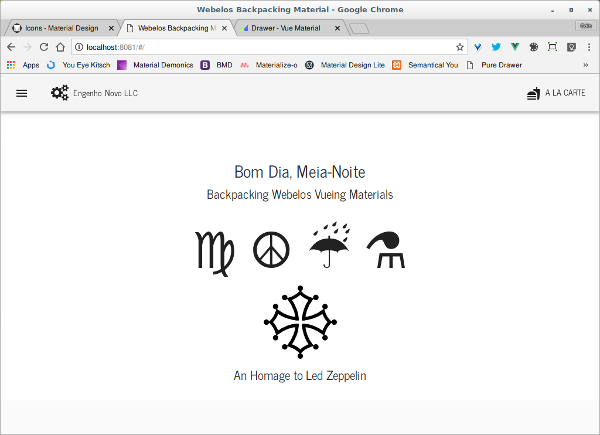 Webelos Backpacking Material - Google Chrome
Icons - Material Design
Webelos Backpacking M
Drawer - Vue Material
localhost:8081/#/
Apps
You Eye Kitsch
Material Demonics
BMD
Materialize-o
Material Design Lite
Semantical You
Pure Drawer
Engenho Novo LLC
A LA CARTE
Bom Dia, Meia-Noite
Backpacking Webelos Vueing Materials
An Homage to Led Zeppelin